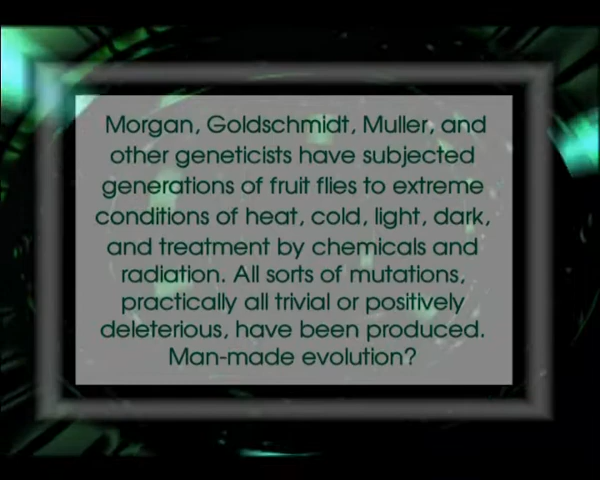 Morgan, Goldschmidt, Muller, and
other geneticists have subjected
generations of fruit flies to extreme
conditions of heat, cold, light, dark,
and treatment by chemicals and
radiation. All sorts of mutations,
practically all trivial or positively
deleterious, have been produced.
Man-made evolution?